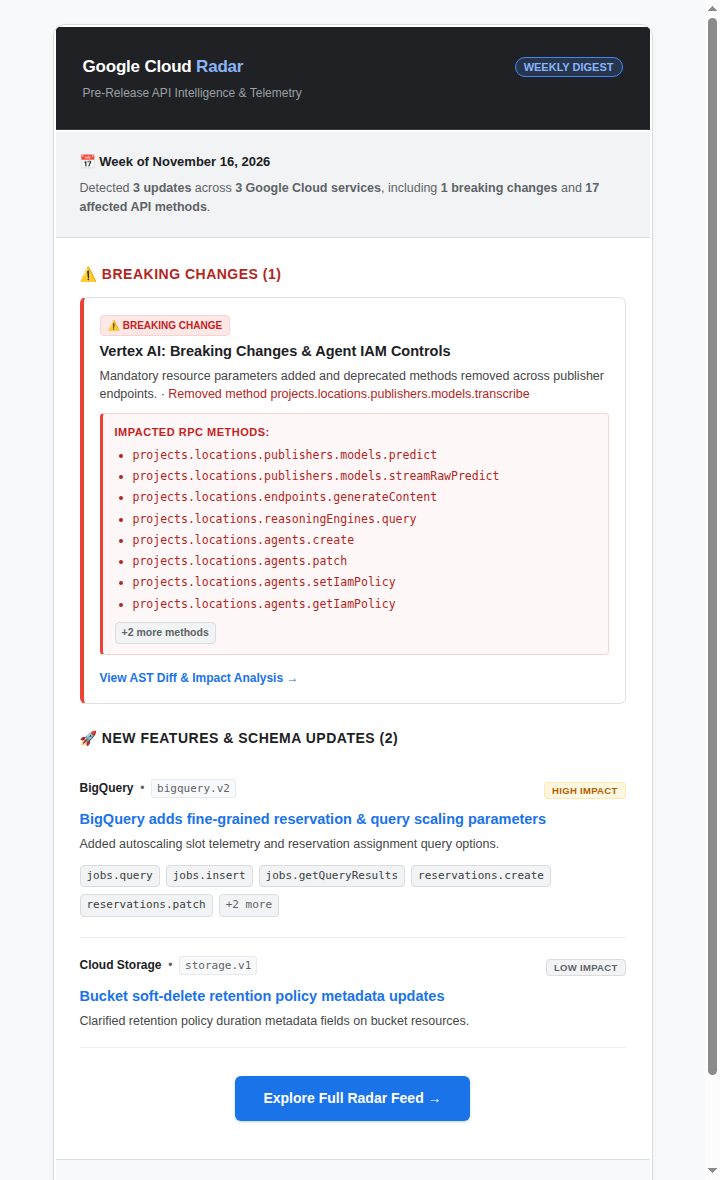 Google Cloud Radar
WEEKLY DIGEST
Pre-Release API Intelligence & Telemetry
📅 Week of November 16, 2026
Detected 3 updates across 3 Google Cloud services, including 1 breaking changes and 17
affected API methods.
⚠️ BREAKING CHANGES (1)
⚠️ BREAKING CHANGE
Vertex AI: Breaking Changes & Agent IAM Controls
Mandatory resource parameters added and deprecated methods removed across publisher
endpoints. · Removed method projects.locations.publishers.models.transcribe
IMPACTED RPC METHODS:
• projects.locations.publishers.models.predict
• projects.locations.publishers.models.streamRawPredict
• projects.locations.endpoints.generateContent
• projects.locations.reasoningEngines.query
• projects.locations.agents.create
• projects.locations.agents.patch
• projects.locations.agents.setIamPolicy
• projects.locations.agents.getIamPolicy
+2 more methods
View AST Diff & Impact Analysis →
🚀 NEW FEATURES & SCHEMA UPDATES (2)
BigQuery • bigquery.v2
HIGH IMPACT
BigQuery adds fine-grained reservation & query scaling parameters
Added autoscaling slot telemetry and reservation assignment query options.
jobs.query jobs.insert jobs.getQueryResults reservations.create
reservations.patch +2 more
Cloud Storage • storage.v1
LOW IMPACT
Bucket soft-delete retention policy metadata updates
Clarified retention policy duration metadata fields on bucket resources.
Explore Full Radar Feed →